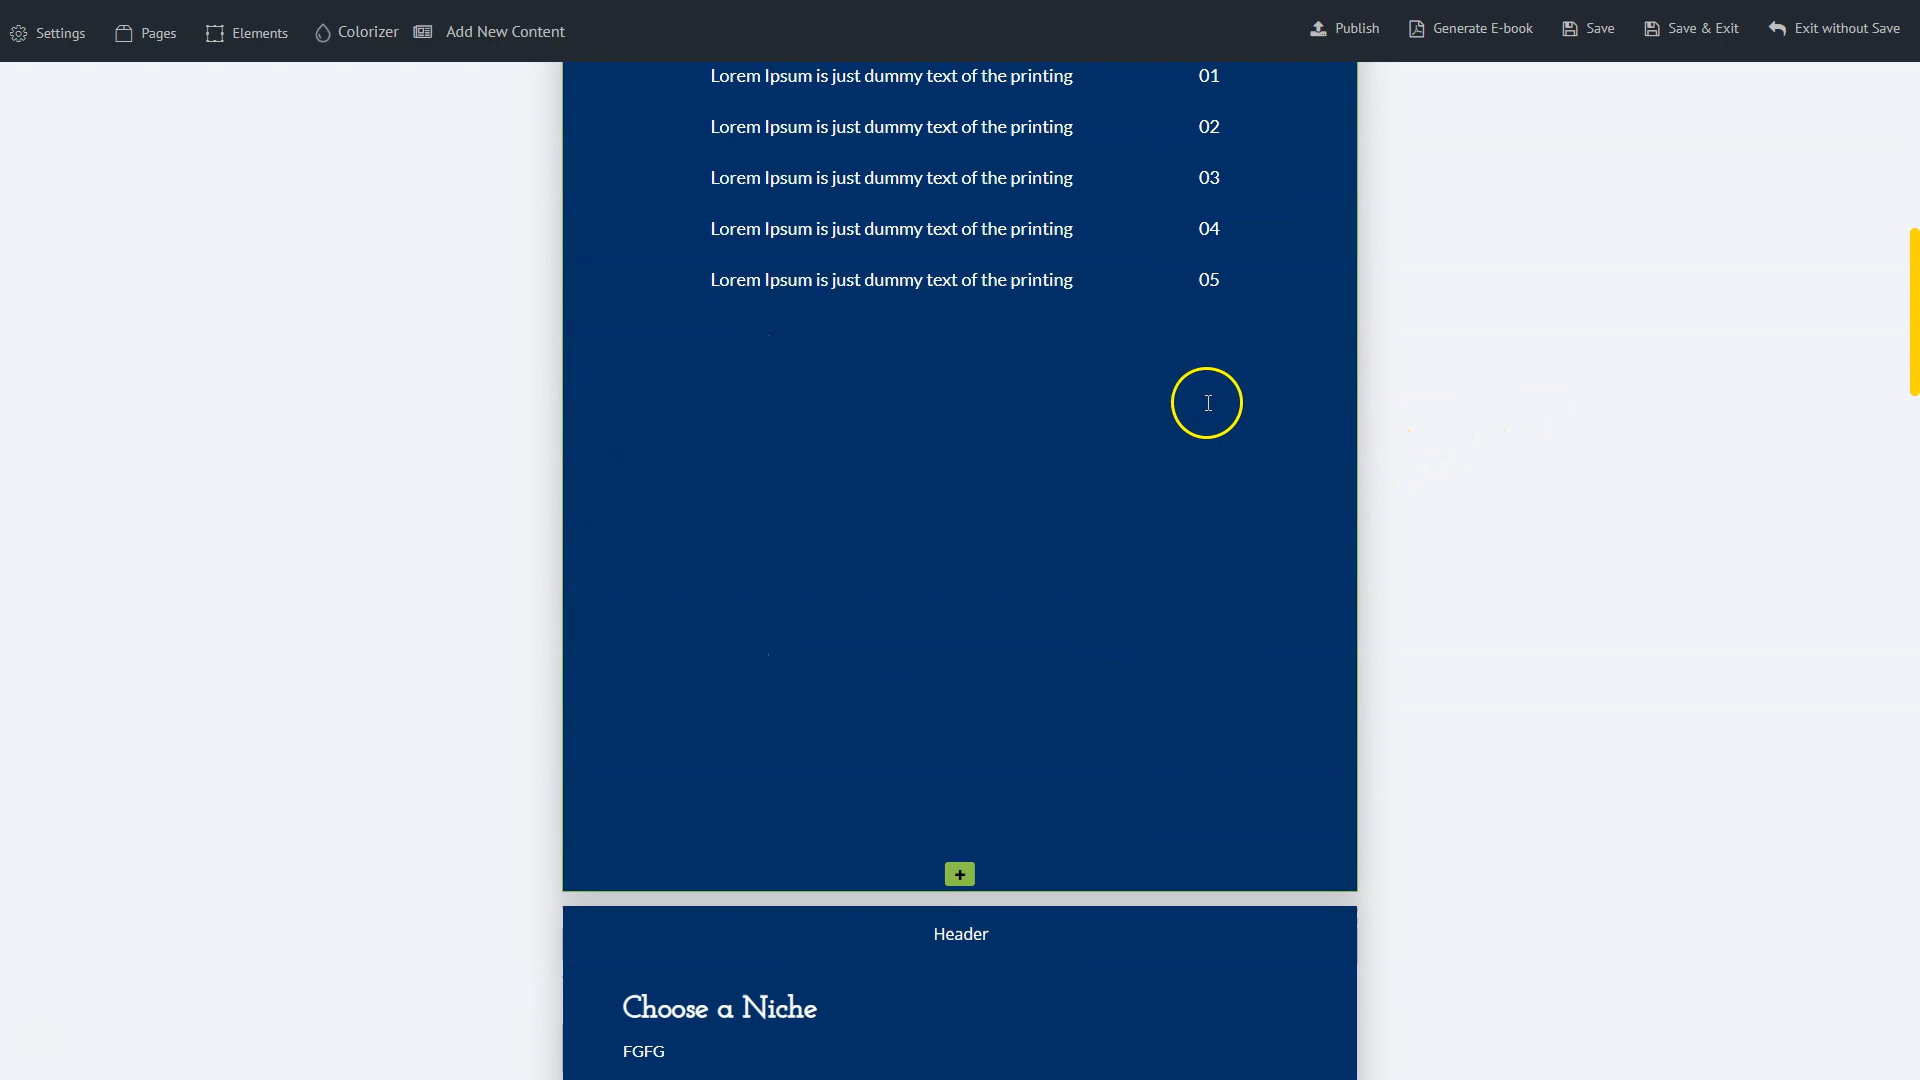 Settings Pages Elements Colorizer Add New Content Publish Generate E-book Save Save & Exit Exit without Save
Lorem Ipsum is just dummy text of the printing 01
Lorem Ipsum is just dummy text of the printing 02
Lorem Ipsum is just dummy text of the printing 03
Lorem Ipsum is just dummy text of the printing 04
Lorem Ipsum is just dummy text of the printing 05
+
Header
Choose a Niche
FGFG